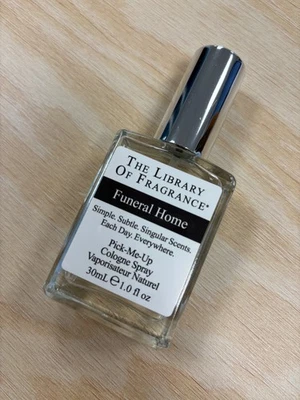 THE LIBRARY
OF FRAGRANCE®
Funeral Home
Simple. Subtle. Singular Scents.
Each Day, Everywhere.
Pick-Me-Up
Cologne Spray
Vaporisateur Naturel
30mL ℮ 1.0 fl oz